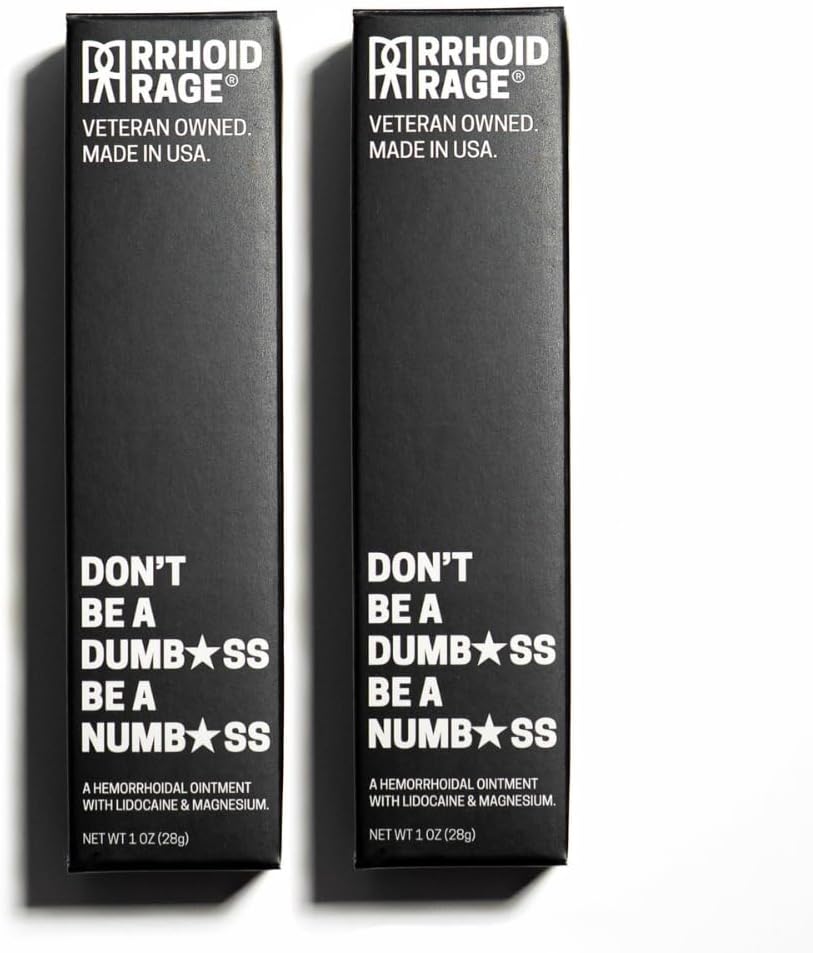 RRHOID
RAGE®
VETERAN OWNED.
MADE IN USA.
DON'T
BE A
DUMB★SS
BE A
NUMB★SS
A HEMORRHOIDAL OINTMENT
WITH LIDOCAINE & MAGNESIUM.
NET WT 1 OZ (28g)
RRHOID
RAGE®
VETERAN OWNED.
MADE IN USA.
DON'T
BE A
DUMB★SS
BE A
NUMB★SS
A HEMORRHOIDAL OINTMENT
WITH LIDOCAINE & MAGNESIUM.
NET WT 1 OZ (28g)